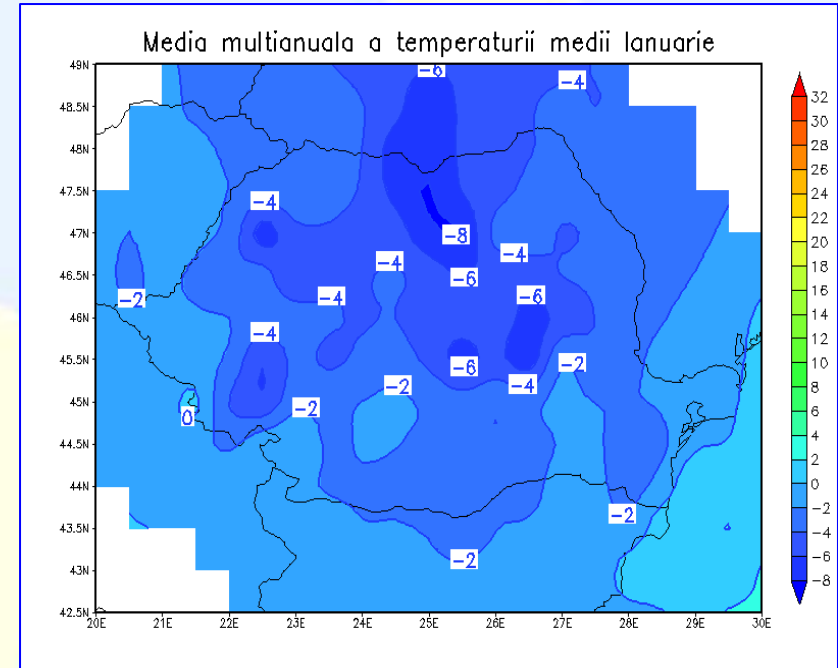 Media multianuala a temperaturii medii Ianuarie
49N
48.5N
48N
47.5N
47N
46.5N
46N
45.5N
45N
44.5N
44N
43.5N
43N
42.5N
20E 21E 22E 23E 24E 25E 26E 27E 28E 29E 30E
-6
-4
-4
-8
-4
-4
-6
-2
-4
-6
-4
-2
-6
-4
-2
-2
0
-2
-2
32
30
28
26
24
22
20
18
16
14
12
10
8
6
4
2
0
-2
-4
-6
-8